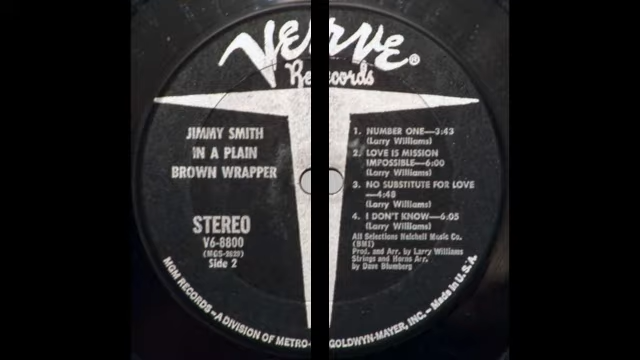 Verve®
Records
JIMMY SMITH
IN A PLAIN
BROWN WRAPPER
STEREO
V6-8800
Side 2
1. NUMBER ONE—3:43
(Larry Williams)
2. LOVE IS MISSION
IMPOSSIBLE—6:00
(Larry Williams)
3. NO SUBSTITUTE FOR LOVE
—4:48
(Larry Williams)
4. I DON'T KNOW—6:05
(Larry Williams)
All Selections Nelchell Music Co.
(BMI)
Prod. and Arr. by Larry Williams
Strings and Horns Arr.
by Dave Blumberg
MGM RECORDS—A DIVISION OF METRO-GOLDWYN-MAYER, INC.—Made in U.S.A.